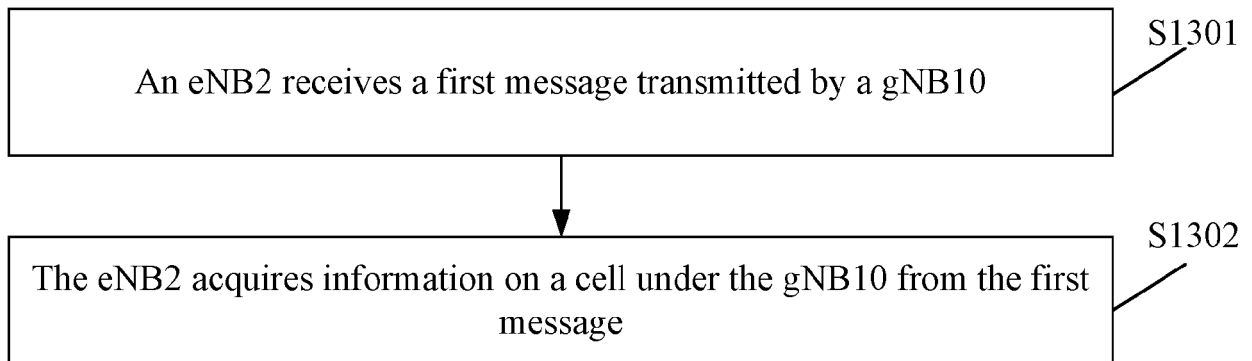 S1301
An eNB2 receives a first message transmitted by a gNB10
S1302
The eNB2 acquires information on a cell under the gNB10 from the first
message